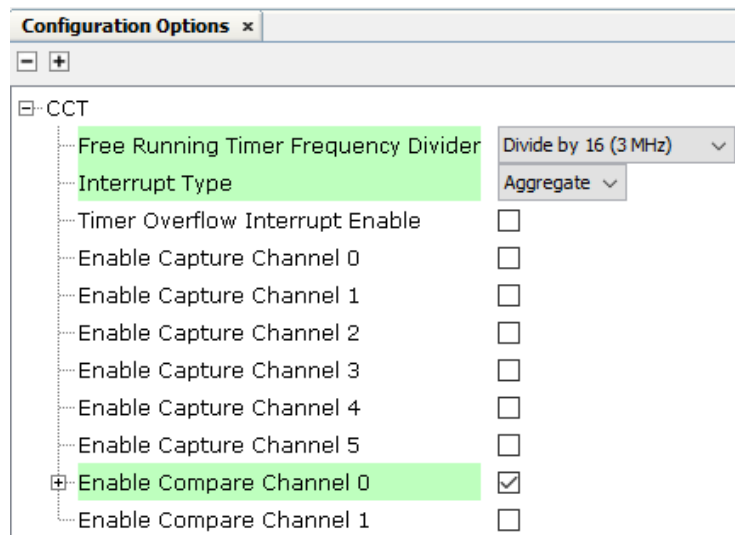 Configuration Options ×
CCT
Free Running Timer Frequency Divider Divide by 16 (3 MHz)
Interrupt Type Aggregate
Timer Overflow Interrupt Enable
Enable Capture Channel 0
Enable Capture Channel 1
Enable Capture Channel 2
Enable Capture Channel 3
Enable Capture Channel 4
Enable Capture Channel 5
Enable Compare Channel 0
Enable Compare Channel 1